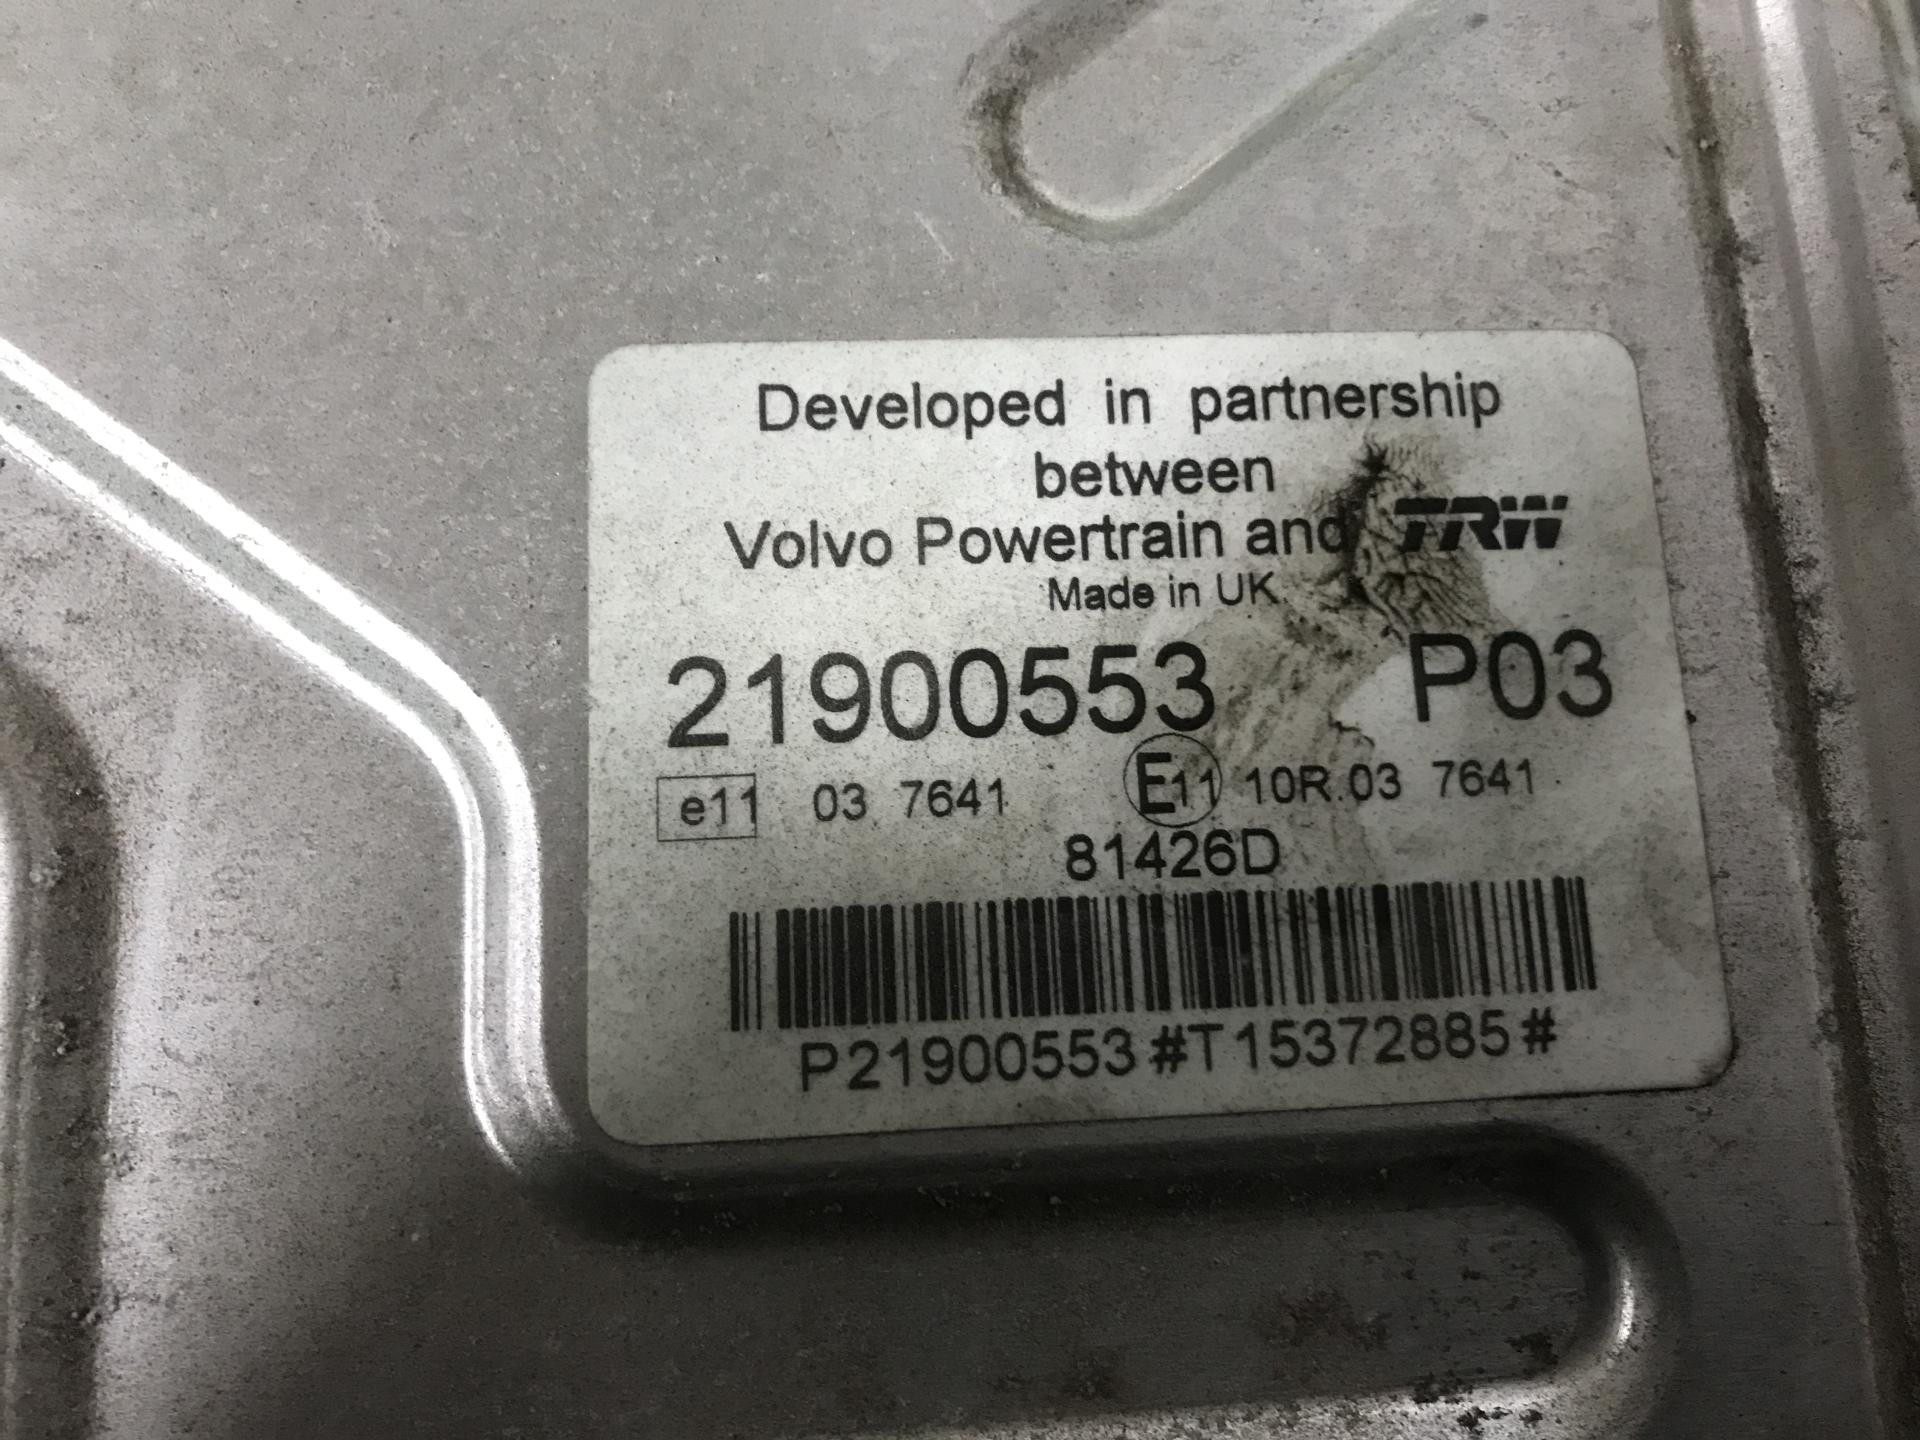 Developed in partnership
between
Volvo Powertrain and TRW
Made in UK
21900553 P03
e11 03 7641 E11 10R.03 7641
81426D
P21900553#T15372885#